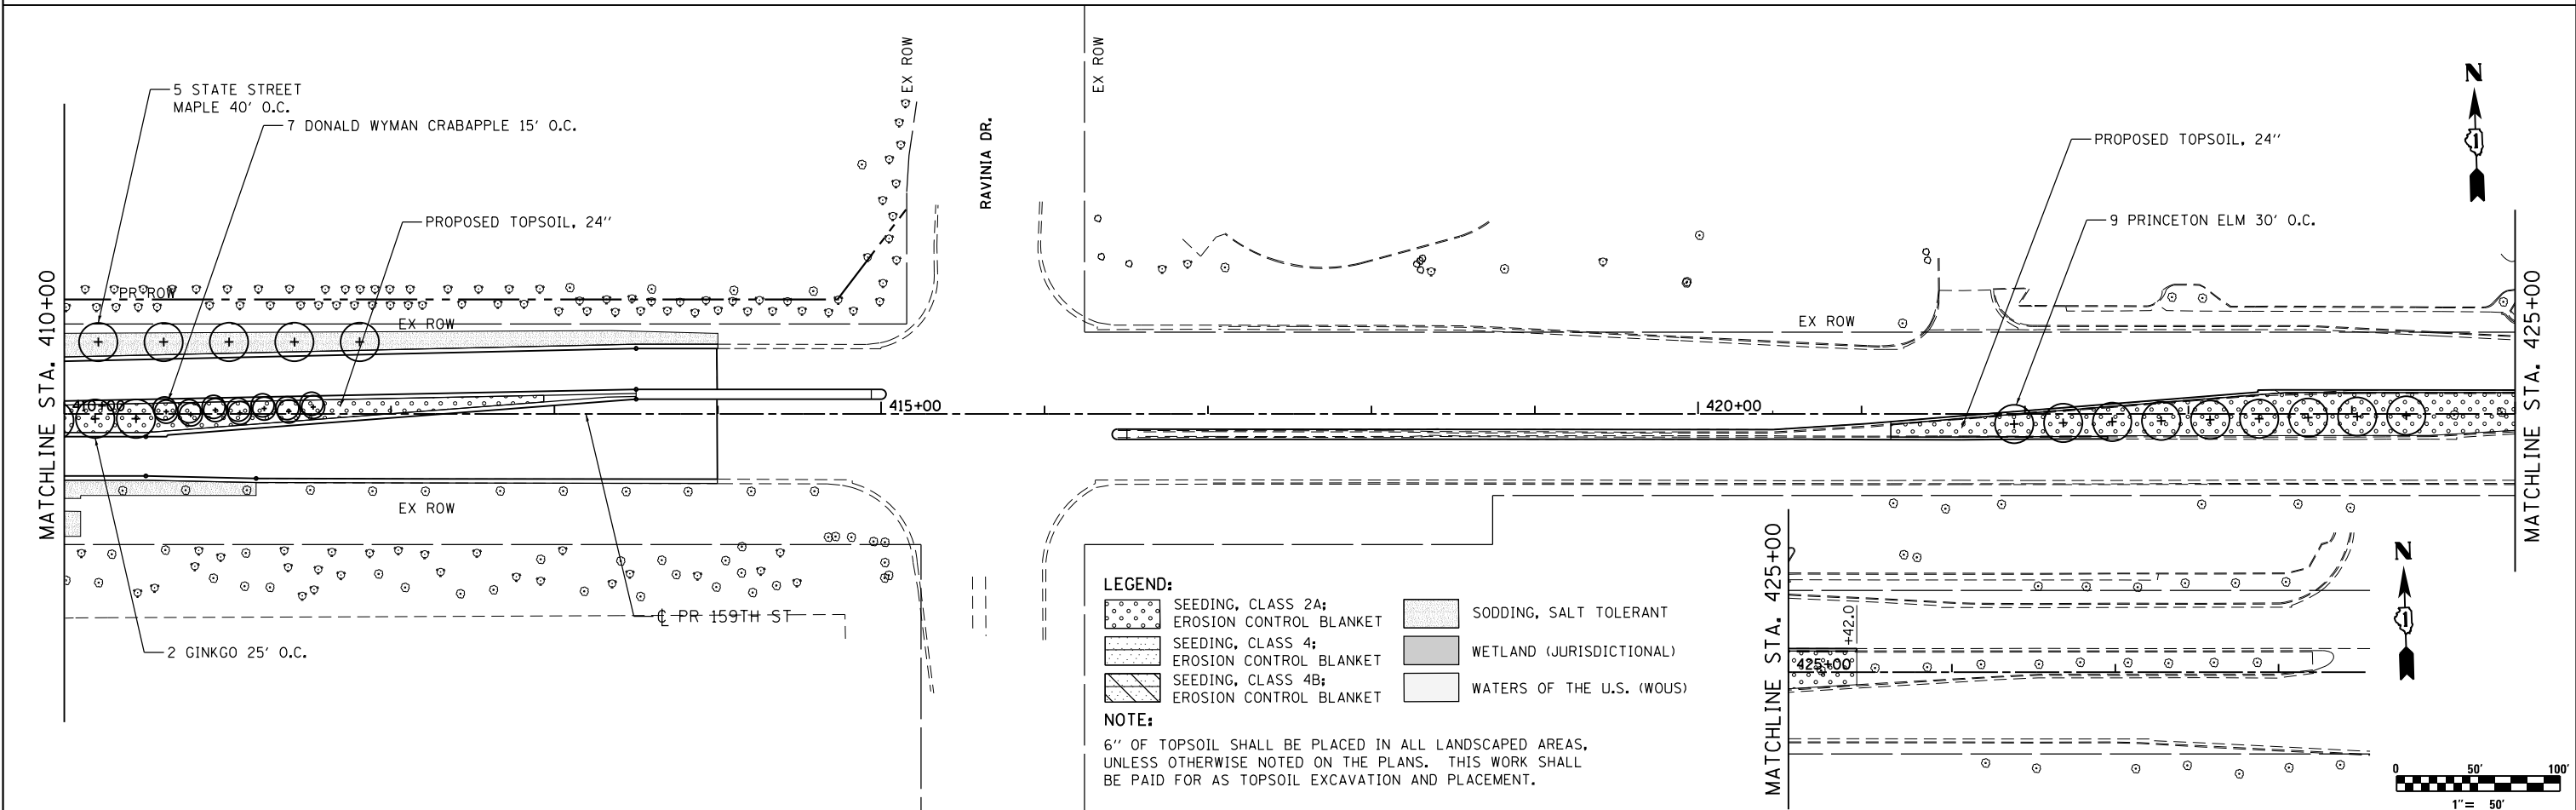 5 STATE STREET
MAPLE 40' O.C.
7 DONALD WYMAN CRABAPPLE 15' O.C.
PROPOSED TOPSOIL, 24"
EX ROW
EX ROW
RAVINIA DR.
N
1
PROPOSED TOPSOIL, 24"
9 PRINCETON ELM 30' O.C.
MATCHLINE STA. 410+00
PR ROW
EX ROW
EX ROW
410+00
415+00
420+00
MATCHLINE STA. 425+00
EX ROW
℄ PR 159TH ST
2 GINKGO 25' O.C.
LEGEND:
SEEDING, CLASS 2A;
EROSION CONTROL BLANKET
SEEDING, CLASS 4;
EROSION CONTROL BLANKET
SEEDING, CLASS 4B;
EROSION CONTROL BLANKET
SODDING, SALT TOLERANT
WETLAND (JURISDICTIONAL)
WATERS OF THE U.S. (WOUS)
NOTE:
6" OF TOPSOIL SHALL BE PLACED IN ALL LANDSCAPED AREAS,
UNLESS OTHERWISE NOTED ON THE PLANS. THIS WORK SHALL
BE PAID FOR AS TOPSOIL EXCAVATION AND PLACEMENT.
MATCHLINE STA. 425+00
+42.0
425+00
N
1
0 50' 100'
1"= 50'